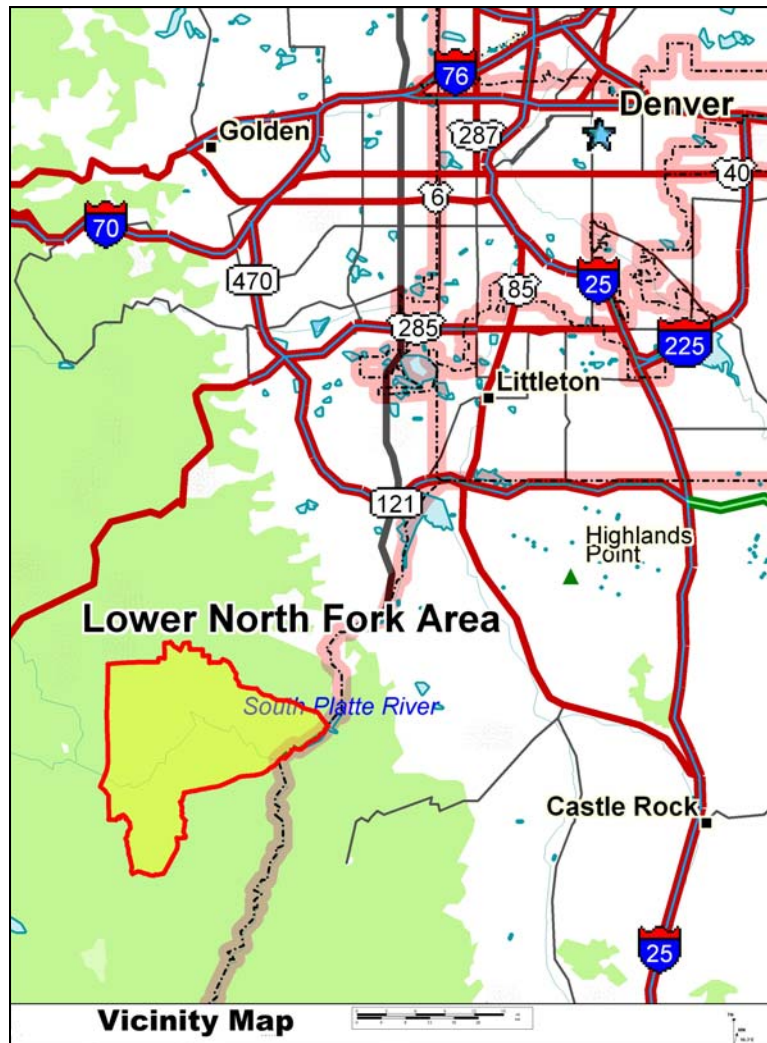 76
Denver
Golden
287
40
6
70
470
25
85
285
225
Littleton
121
Highlands
Point
Lower North Fork Area
South Platte River
Castle Rock
25
Vicinity Map